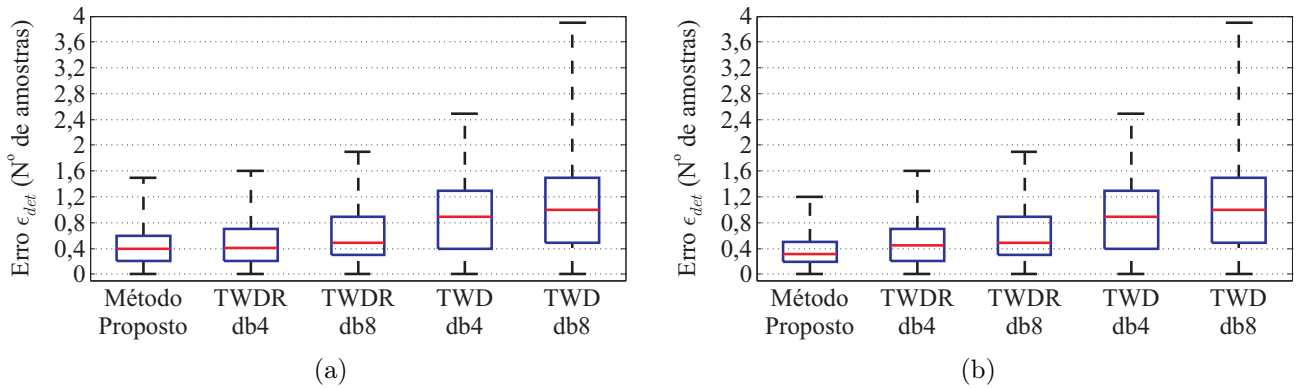 Erro ϵdet (Nº de amostras)
4
3,6
3,2
2,8
2,4
2
1,6
1,2
0,8
0,4
0
Método Proposto
TWDR db4
TWDR db8
TWD db4
TWD db8
(a)
Erro ϵdet (Nº de amostras)
4
3,6
3,2
2,8
2,4
2
1,6
1,2
0,8
0,4
0
Método Proposto
TWDR db4
TWDR db8
TWD db4
TWD db8
(b)